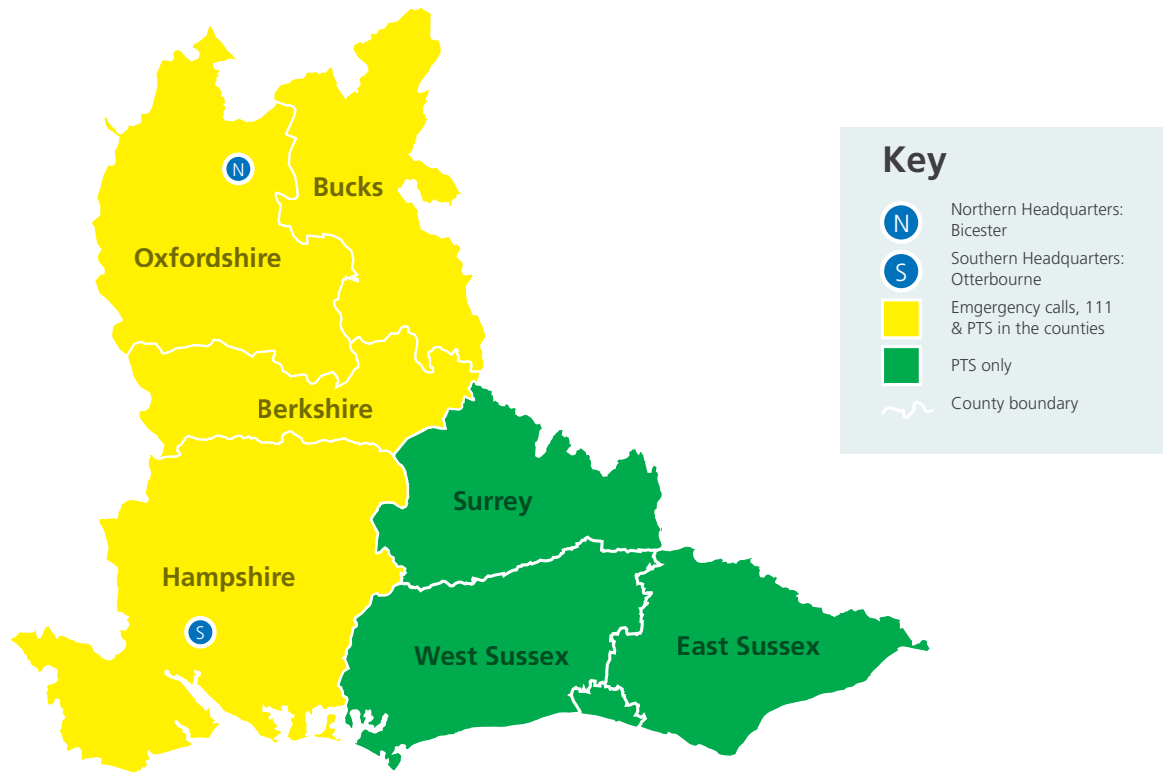 N
Bucks
Oxfordshire
Berkshire
Surrey
Hampshire
S
West Sussex
East Sussex
Key
N
Northern Headquarters:
Bicester
S
Southern Headquarters:
Otterbourne
Emgergency calls, 111
& PTS in the counties
PTS only
County boundary